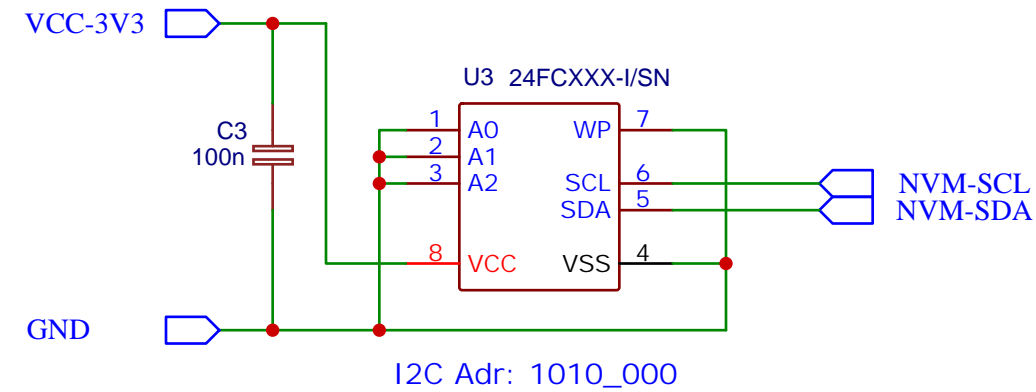 VCC-3V3
U3 24FCXXX-I/SN
C3
100n
1 A0 WP 7
2 A1
3 A2 SCL 6
SDA 5
8 VCC VSS 4
NVM-SCL
NVM-SDA
GND
I2C Adr: 1010_000